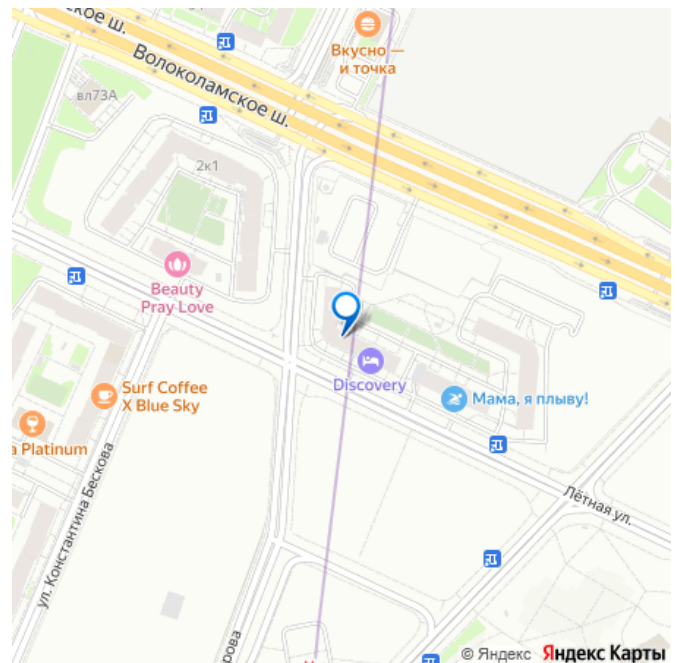 ское ш.
Вкусно —
и точка
Волоколамское ш.
вл73А
2к1
Beauty
Pray Love
Discovery
Surf Coffee
X Blue Sky
Мама, я плыву!
a Platinum
Лётная ул.
ул. Константина Бескова
рова
© Яндекс Яндекс Карты